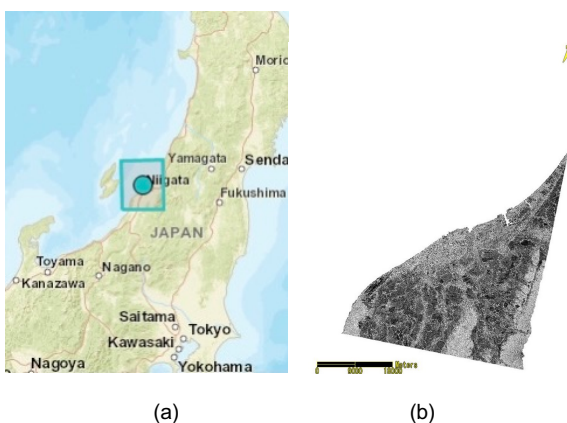 Morio
Yamagata
Senda
Niigata
Fukushima
JAPAN
Toyama
Nagano
Kanazawa
Saitama
Tokyo
Kawasaki
Yokohama
Nagoya
Meters
0
(a)
(b)